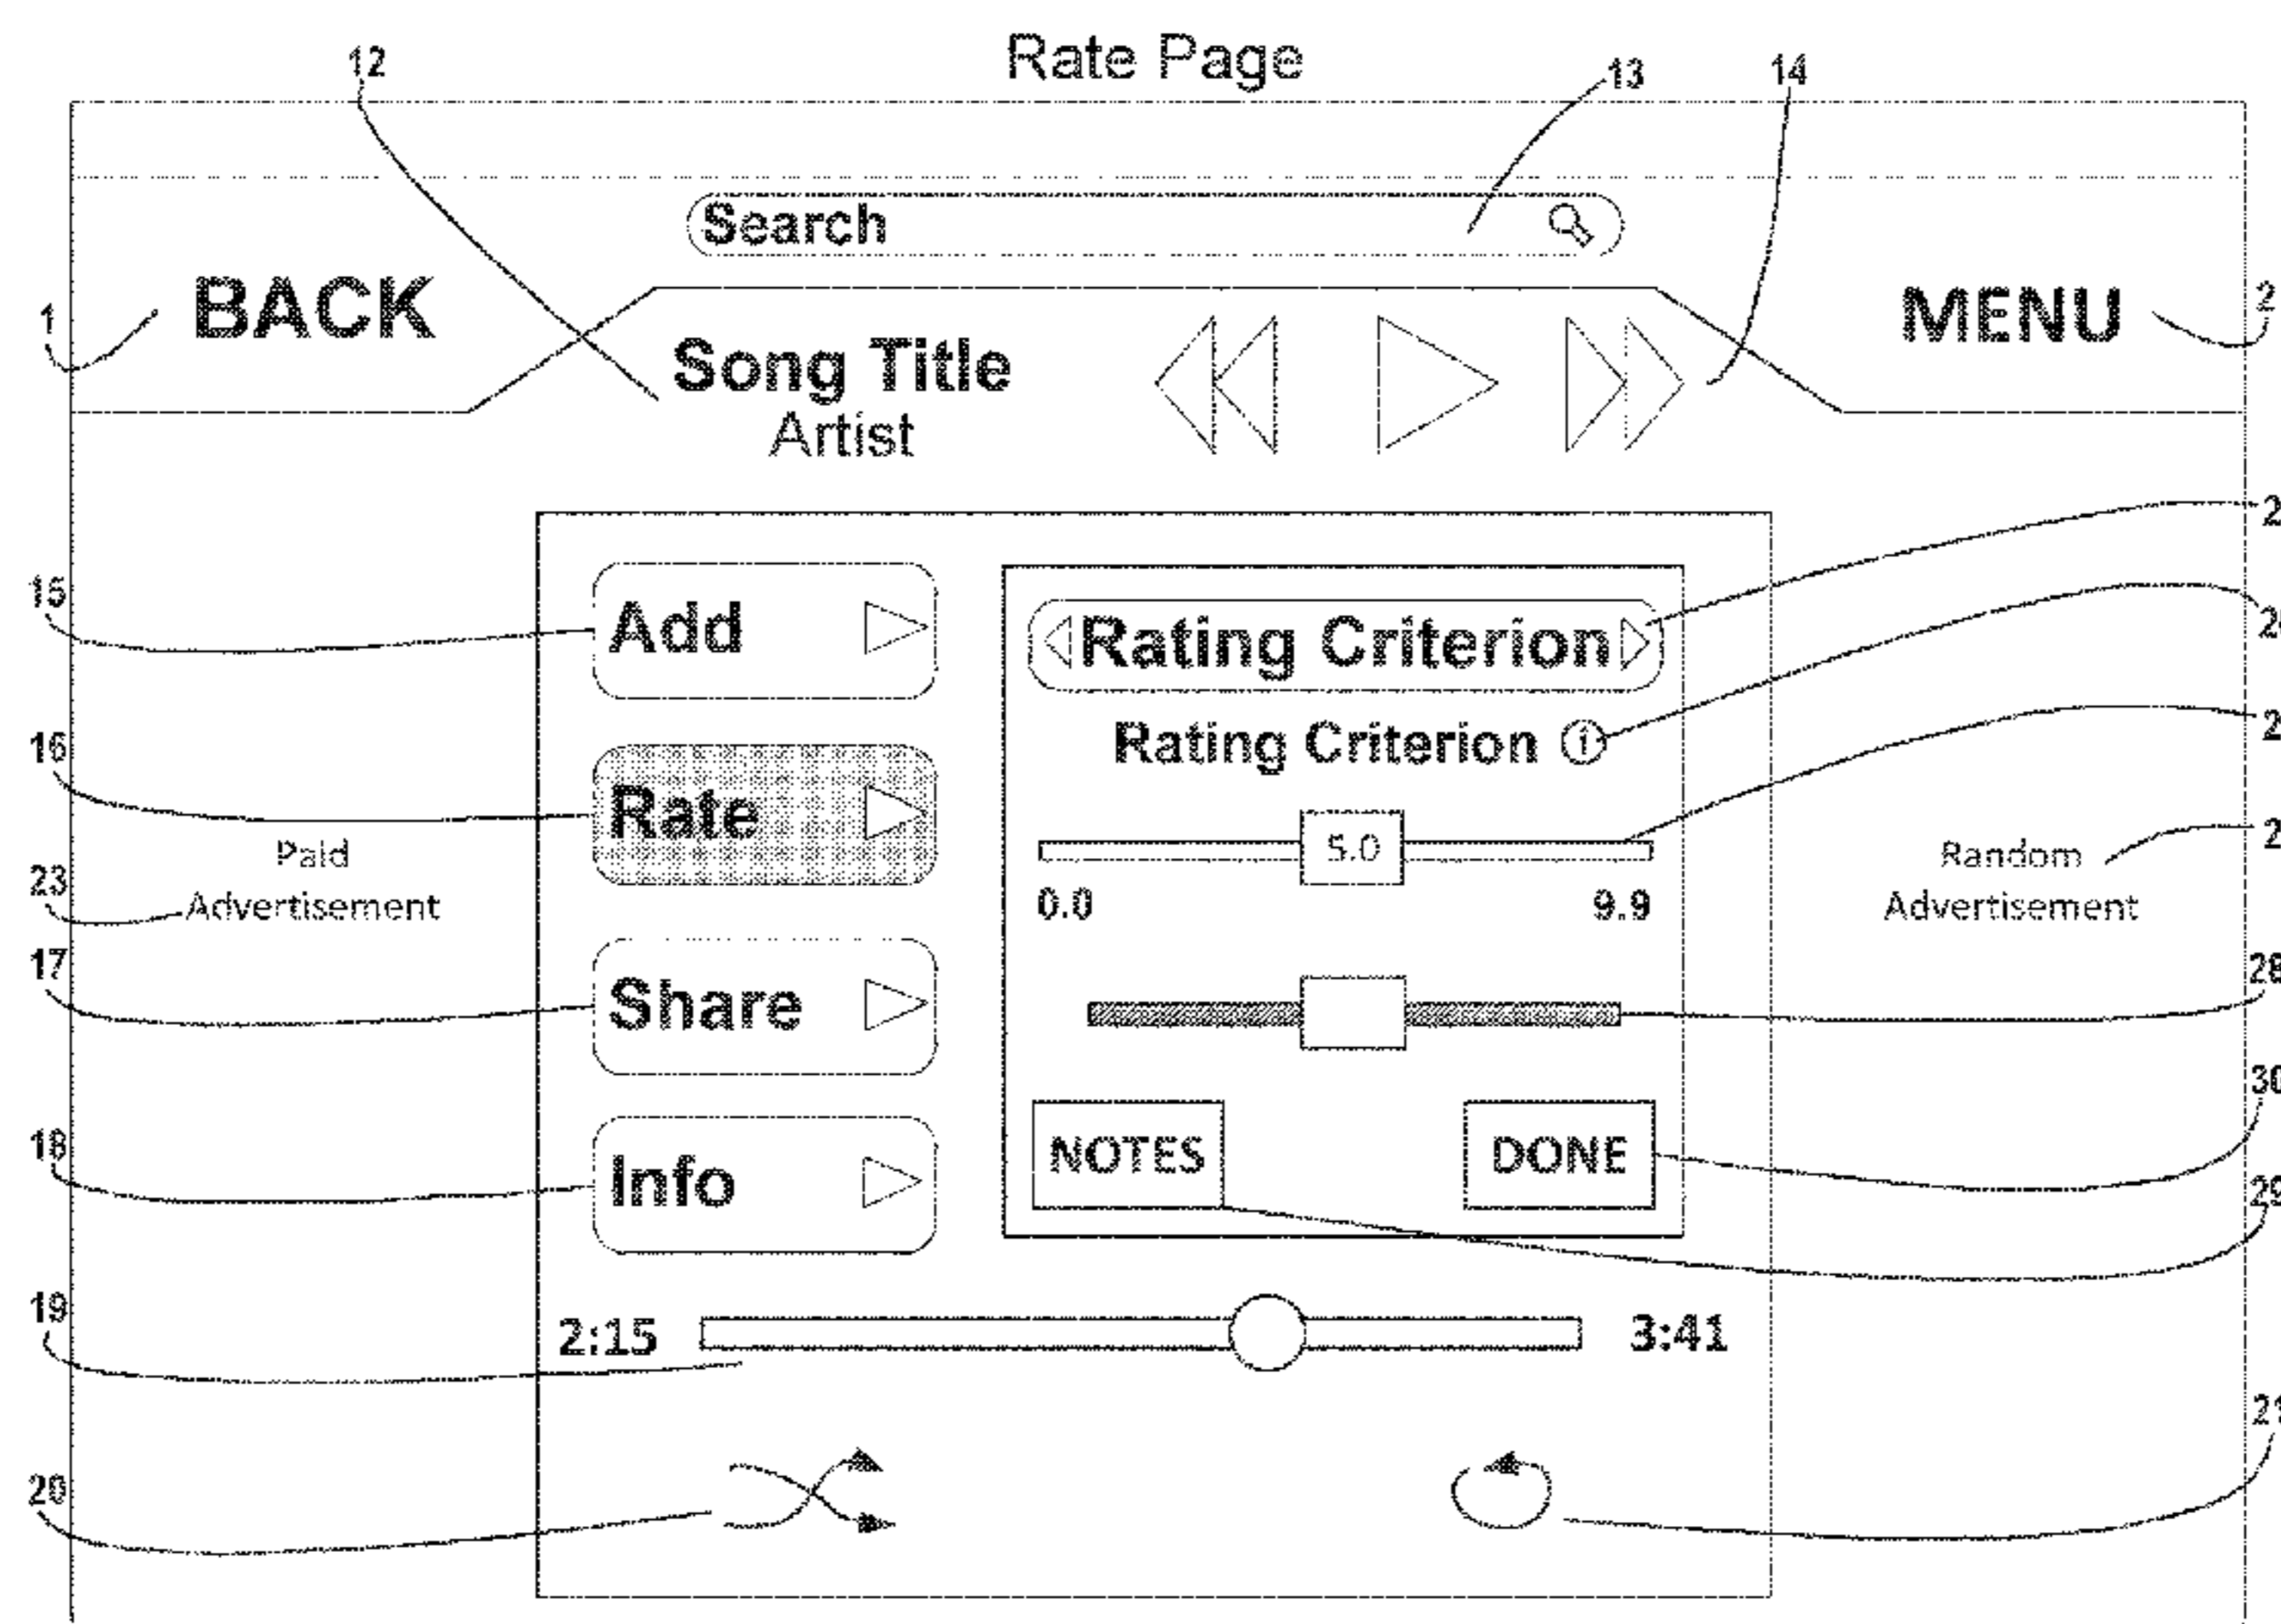 Rate Page
12
13
14
Search
1
BACK
MENU
2
Song Title
Artist
15
Add
Rating Criterion
Rating Criterion i
16
Rate
5.0
0.0
9.9
Paid
Advertisement
23
Random
Advertisement
17
Share
28
NOTES
DONE
30
18
Info
29
19
2:15
3:41
21
20